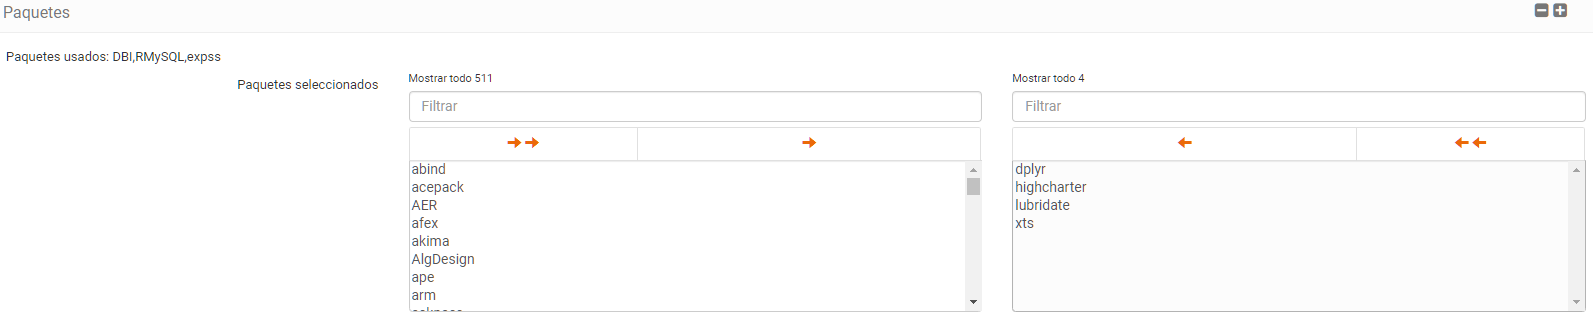 Paquetes
Paquetes usados: DBI,RMySQL,expss
Paquetes seleccionados
Mostrar todo 511
Filtrar
abind
acepack
AER
afex
akima
AlgDesign
ape
arm
Mostrar todo 4
Filtrar
dplyr
highcharter
lubridate
xts